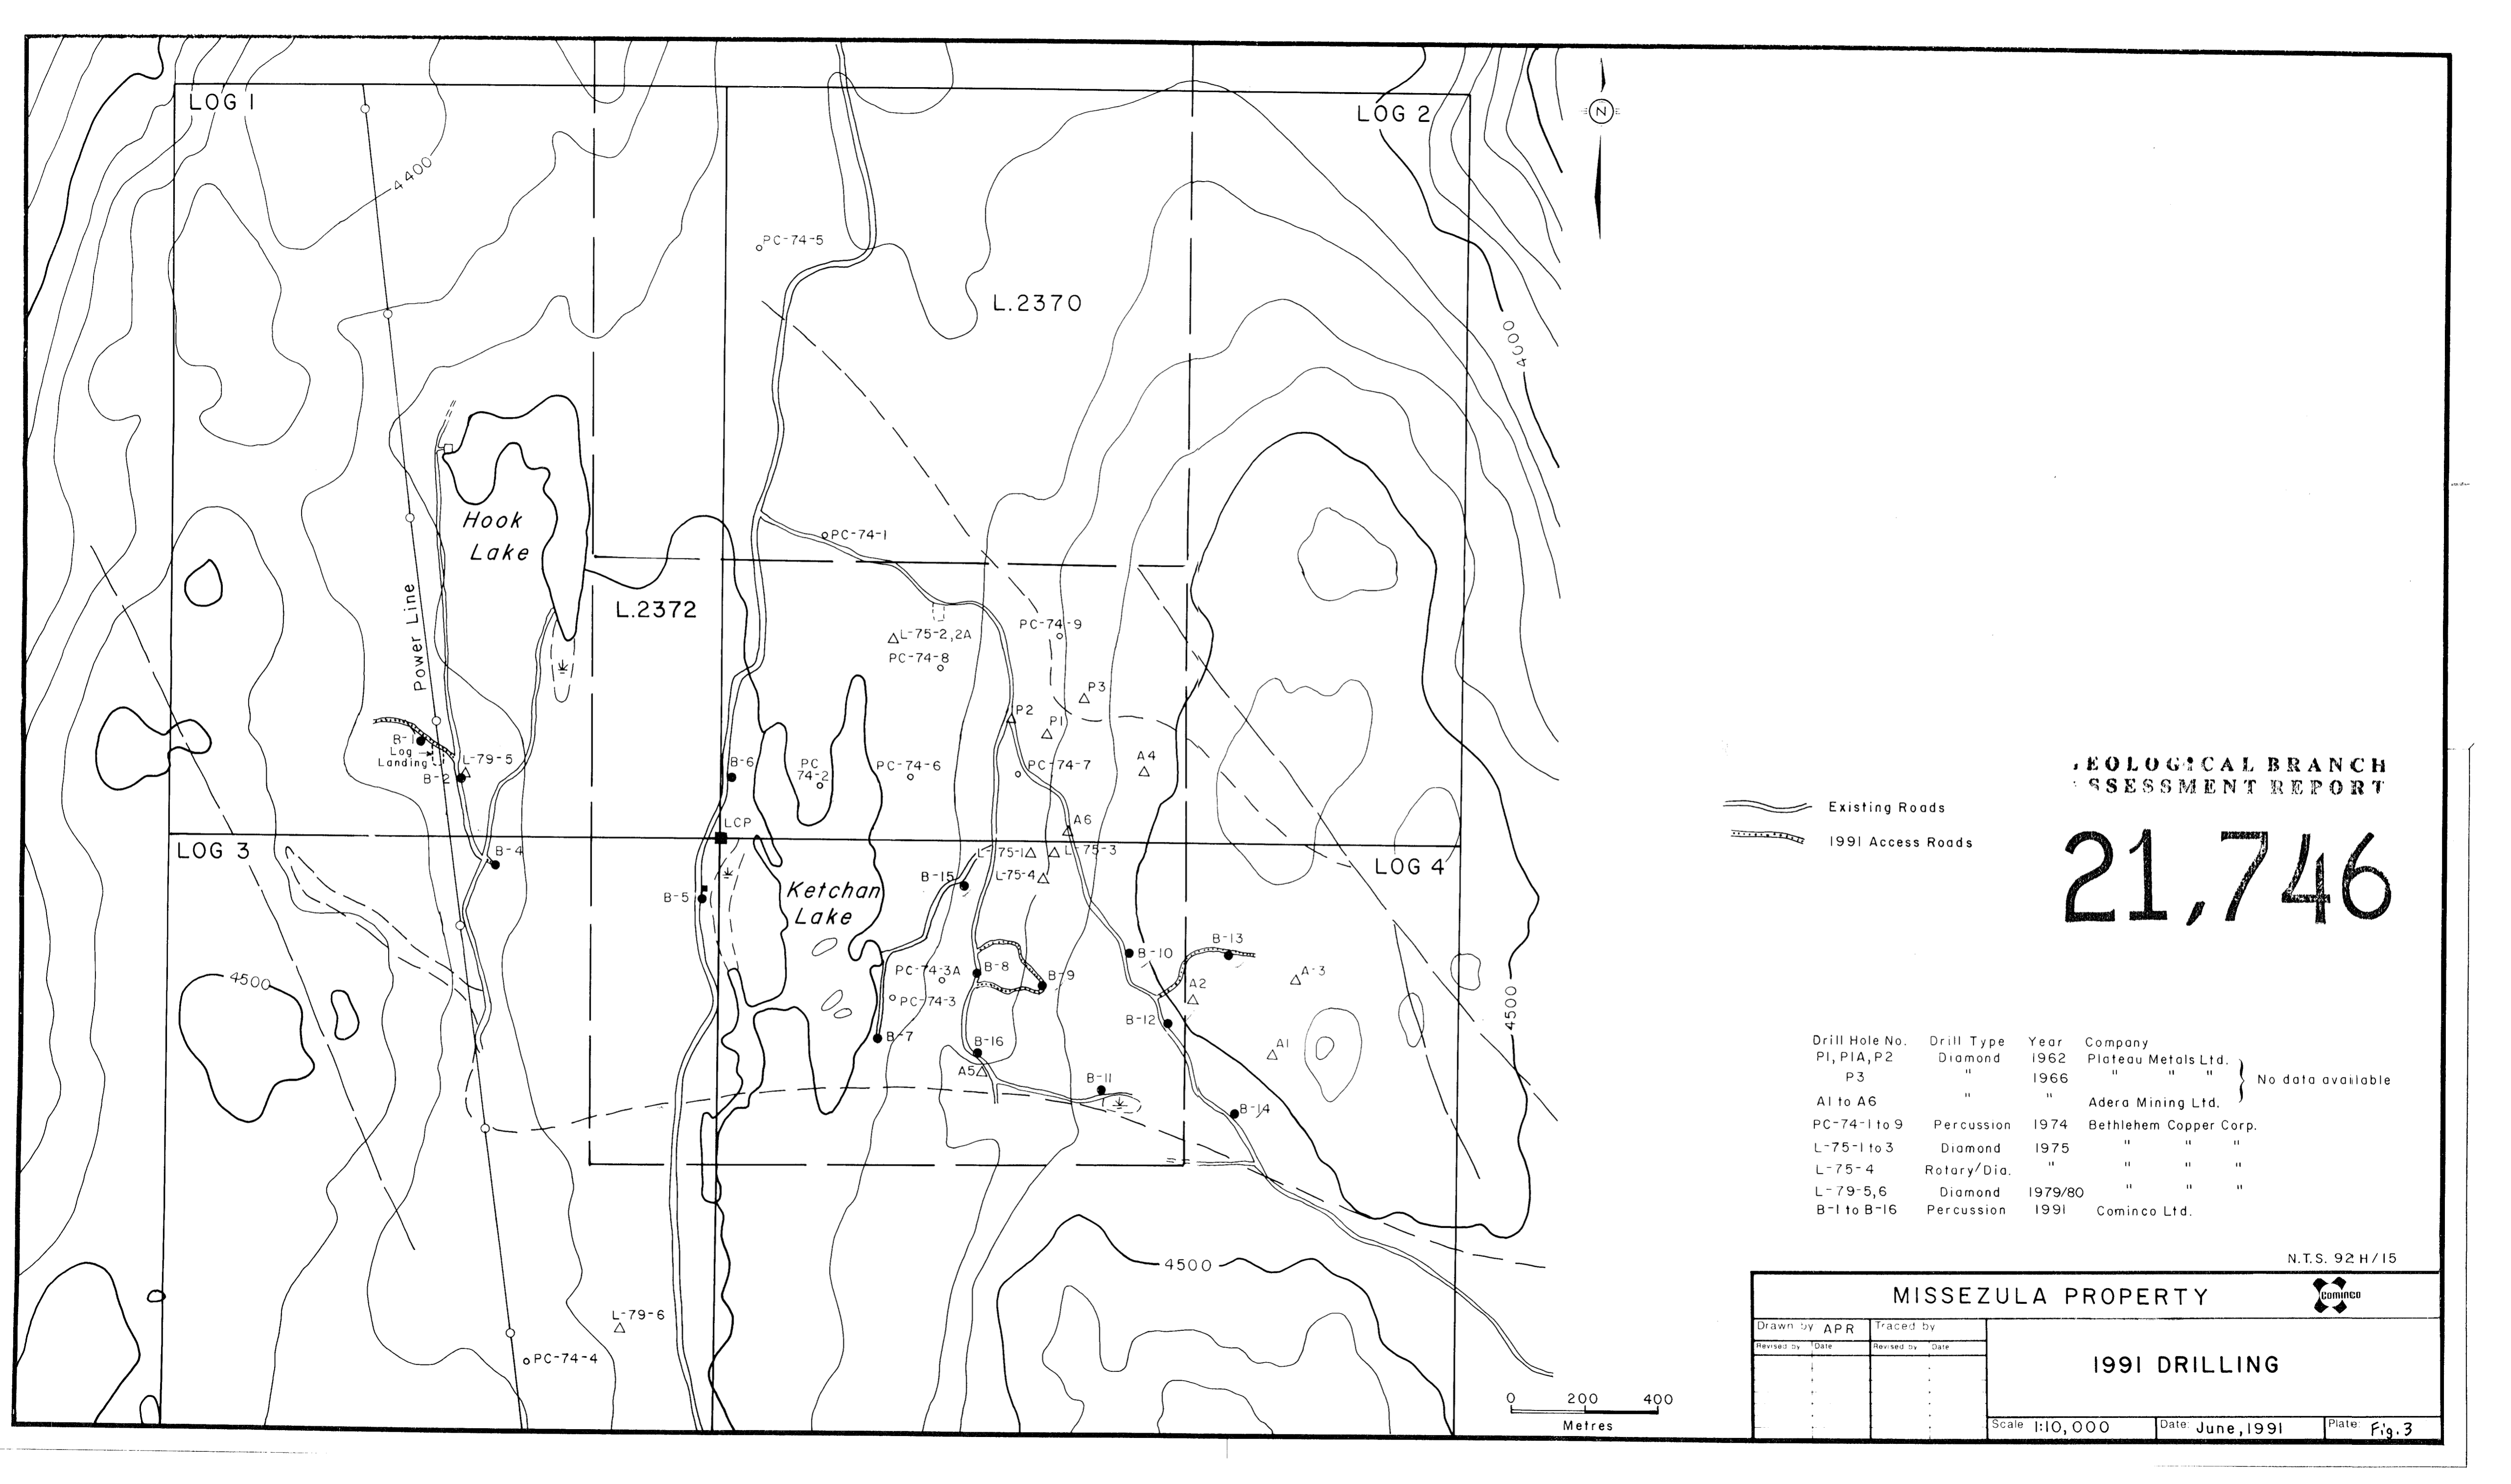 LOG 1
LOG 2
N
4400
PC-74-5
L.2370
4000
Hook
Lake
PC-74-1
Power Line
L.2372
PC-74-9
L-75-2,2A
PC-74-8
P3
P2
P1
B-1
Log
Landing
L-79-5
B-2
B-6
PC
74-2
PC-74-6
PC-74-7
A4
A6
LCP
LOG 3
B-4
L-75-1
L-75-3
LOG 4
B-15
L-75-4
B-5
Ketchan
Lake
B-10
B-13
4500
PC-74-3A
B-8
B-9
A2
A-3
PC-74-3
4500
B-12
B-7
B-16
A1
A5
B-11
B-14
4500
L-79-6
PC-74-4
0 200 400
Metres
EOLOGICAL BRANCH
SSESSMENT REPORT
Existing Roads
1991 Access Roads
21,746
Drill Hole No. Drill Type Year Company
P1, P1A, P2 Diamond 1962 Plateau Metals Ltd.
P3 " 1966 " " "
No data available
A1 to A6 " " Adera Mining Ltd.
PC-74-1 to 9 Percussion 1974 Bethlehem Copper Corp.
L-75-1 to 3 Diamond 1975 " " "
L-75-4 Rotary/Dia. " " " "
L-79-5,6 Diamond 1979/80 " " "
B-1 to B-16 Percussion 1991 Cominco Ltd.
N.T.S. 92 H/15
MISSEZULA PROPERTY
Cominco
Drawn by APR Traced by
Revised by Date Revised by Date
1991 DRILLING
Scale 1:10,000 Date: June, 1991 Plate: Fig. 3